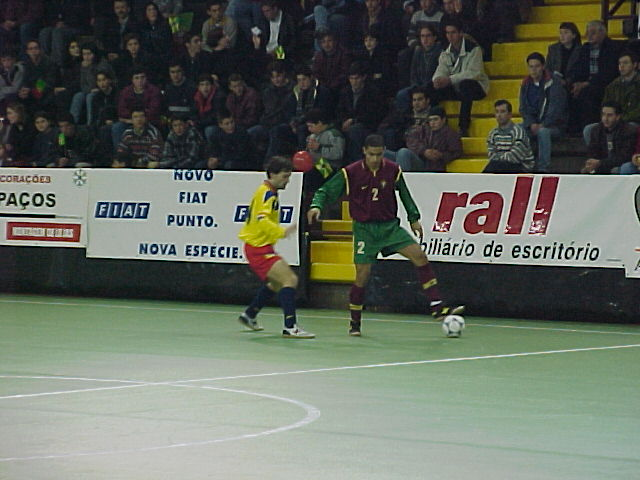 CORAÇÕES
PAÇOS
FIAT
NOVO
FIAT
PUNTO.
NOVA ESPÉCIE.
2
2
rall
biliário de escritório